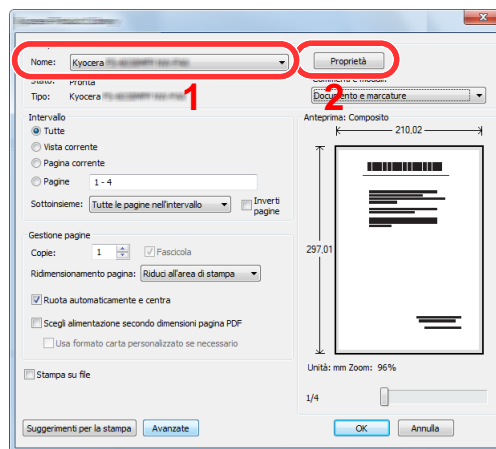 Nome: Kyocera
Proprietà
1
2
Stato: Pronta
Commenti e moduli:
Tipo: Kyocera
Documento e marcature
Intervallo
Anteprima: Composito
Tutte
210,02
Vista corrente
Pagina corrente
Pagine 1 - 4
Sottoinsieme: Tutte le pagine nell'intervallo
Inverti
pagine
Gestione pagine
Copie: 1 Fascicola
297,01
Ridimensionamento pagina: Riduci all'area di stampa
Ruota automaticamente e centra
Scegli alimentazione secondo dimensioni pagina PDF
Usa formato carta personalizzato se necessario
Unità: mm Zoom: 96%
Stampa su file
1/4
Suggerimenti per la stampa Avanzate OK Annulla